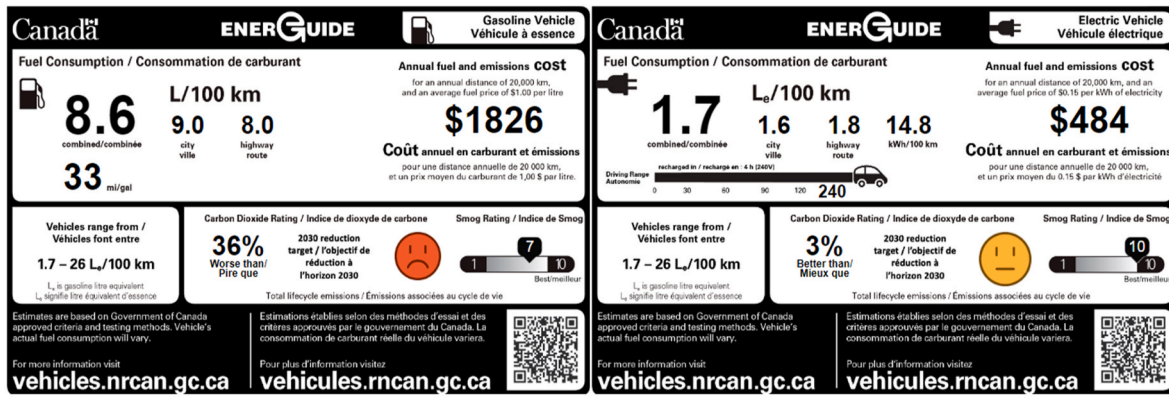 Canada
ENERGUIDE
Gasoline Vehicle
Véhicule à essence
Fuel Consumption / Consommation de carburant
8.6
combined/combinée
L/100 km
9.0
city
ville
8.0
highway
route
33 mi/gal
Annual fuel and emissions cost
for an annual distance of 20,000 km,
and an average fuel price of $1.00 per litre
$1826
Coût annuel en carburant et émissions
pour une distance annuelle de 20 000 km,
et un prix moyen du carburant de 1,00 $ par litre.
Vehicles range from /
Véhicules font entre
1.7 – 26 Lₑ/100 km
Lₑ is gasoline litre equivalent
Lₑ signifie litre équivalent d'essence
Carbon Dioxide Rating / Indice de dioxyde de carbone
36%
Worse than/
Pire que
2030 reduction
target / l'objectif de
réduction à
l'horizon 2030
Smog Rating / Indice de Smog
7
1
10
Best/meilleur
Total lifecycle emissions / Émissions associées au cycle de vie
Estimates are based on Government of Canada
approved criteria and testing methods. Vehicle's
actual fuel consumption will vary.
For more information visit
vehicles.nrcan.gc.ca
Estimations établies selon des méthodes d'essai et des
critères approuvés par le gouvernement du Canada. La
consommation de carburant réelle du véhicule variera.
Pour plus d'information visitez
vehicules.rncan.gc.ca
Canada
ENERGUIDE
Electric Vehicle
Véhicule électrique
Fuel Consumption / Consommation de carburant
1.7
combined/combinée
Lₑ/100 km
1.6
city
ville
1.8
highway
route
14.8
kWh/100 km
Driving Range
Autonomie
recharged in / rechargé en : 4 h (240V)
0 30 60 90 120 240
Annual fuel and emissions cost
for an annual distance of 20,000 km, and an
average fuel price of $0.15 per kWh of electricity
$484
Coût annuel en carburant et émissions
pour une distance annuelle de 20 000 km,
et un prix moyen du 0.15 $ par kWh d'électricité
Vehicles range from /
Véhicules font entre
1.7 – 26 Lₑ/100 km
Lₑ is gasoline litre equivalent
Lₑ signifie litre équivalent d'essence
Carbon Dioxide Rating / Indice de dioxyde de carbone
3%
Better than/
Mieux que
2030 reduction
target / l'objectif de
réduction à
l'horizon 2030
Smog Rating / Indice de Smog
10
1
10
Best/meilleur
Total lifecycle emissions / Émissions associées au cycle de vie
Estimates are based on Government of Canada
approved criteria and testing methods. Vehicle's
actual fuel consumption will vary.
For more information visit
vehicles.nrcan.gc.ca
Estimations établies selon des méthodes d'essai et des
critères approuvés par le gouvernement du Canada. La
consommation de carburant réelle du véhicule variera.
Pour plus d'information visitez
vehicules.rncan.gc.ca